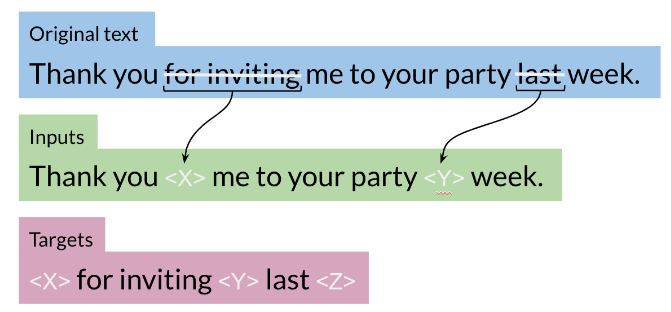 Original text
Thank you for inviting me to your party last week.
Inputs
Thank you <X> me to your party <Y> week.
Targets
<X> for inviting <Y> last <Z>